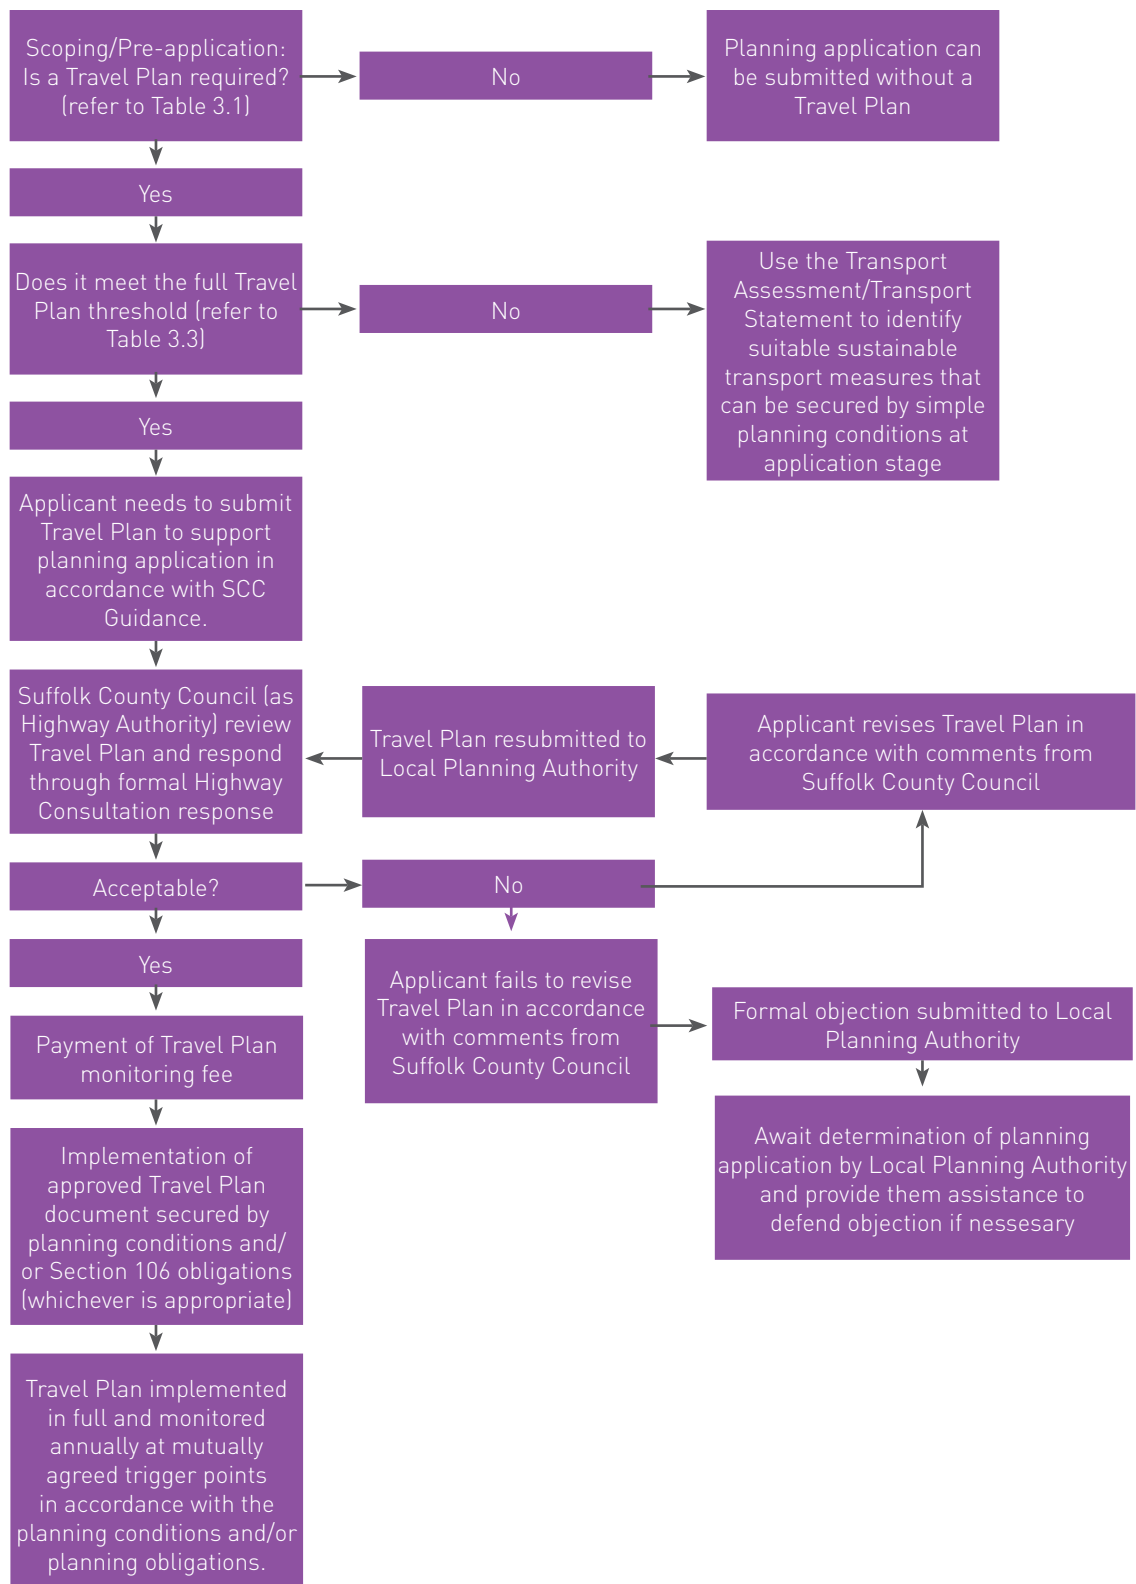 Scoping/Pre-application:
Is a Travel Plan required?
(refer to Table 3.1)
No
Planning application can
be submitted without a
Travel Plan
Yes
Does it meet the full Travel
Plan threshold (refer to
Table 3.3)
No
Use the Transport
Assessment/Transport
Statement to identify
suitable sustainable
transport measures that
can be secured by simple
planning conditions at
application stage
Yes
Applicant needs to submit
Travel Plan to support
planning application in
accordance with SCC
Guidance.
Suffolk County Council (as
Highway Authority) review
Travel Plan and respond
through formal Highway
Consultation response
Travel Plan resubmitted to
Local Planning Authority
Applicant revises Travel Plan in
accordance with comments from
Suffolk County Council
Acceptable?
No
Yes
Applicant fails to revise
Travel Plan in accordance
with comments from
Suffolk County Council
Formal objection submitted to Local
Planning Authority
Payment of Travel Plan
monitoring fee
Await determination of planning
application by Local Planning Authority
and provide them assistance to
defend objection if nessesary
Implementation of
approved Travel Plan
document secured by
planning conditions and/
or Section 106 obligations
(whichever is appropriate)
Travel Plan implemented
in full and monitored
annually at mutually
agreed trigger points
in accordance with the
planning conditions and/or
planning obligations.